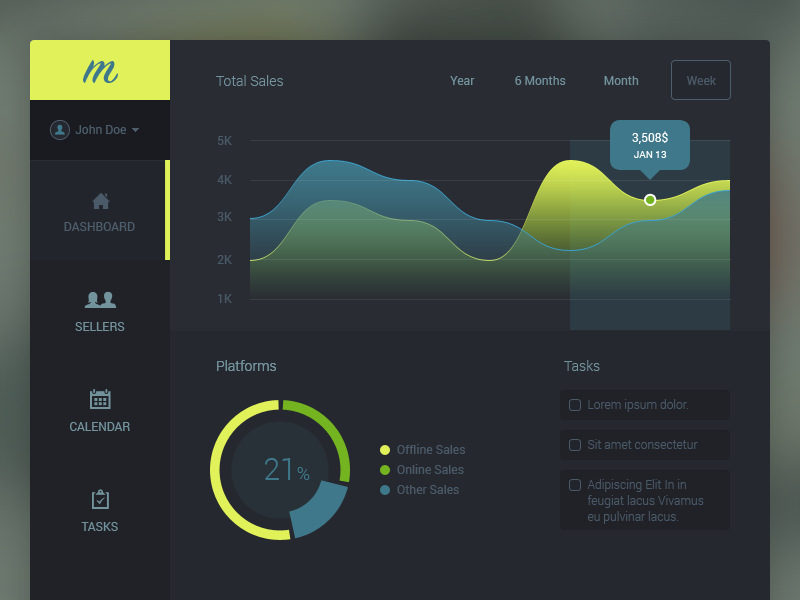 m
John Doe
DASHBOARD
SELLERS
CALENDAR
TASKS
Total Sales
Year
6 Months
Month
Week
5K
4K
3K
2K
1K
3,508$
JAN 13
Platforms
21%
Offline Sales
Online Sales
Other Sales
Tasks
Lorem ipsum dolor.
Sit amet consectetur
Adipiscing Elit In in
feugiat lacus Vivamus
eu pulvinar lacus.